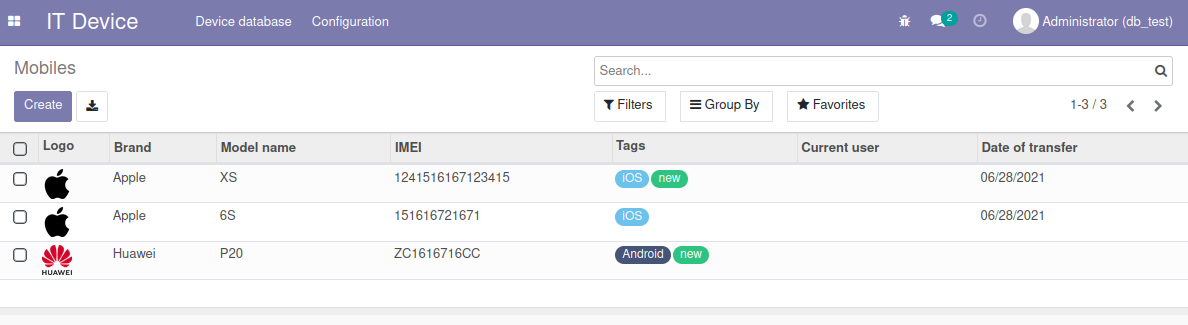 IT Device Device database Configuration 2 Administrator (db_test)
Mobiles Search...
Create Filters Group By Favorites 1-3 / 3
Logo Brand Model name IMEI Tags Current user Date of transfer
Apple XS 1241516167123415 iOS new 06/28/2021
Apple 6S 151616721671 iOS 06/28/2021
Huawei P20 ZC1616716CC Android new
HUAWEI